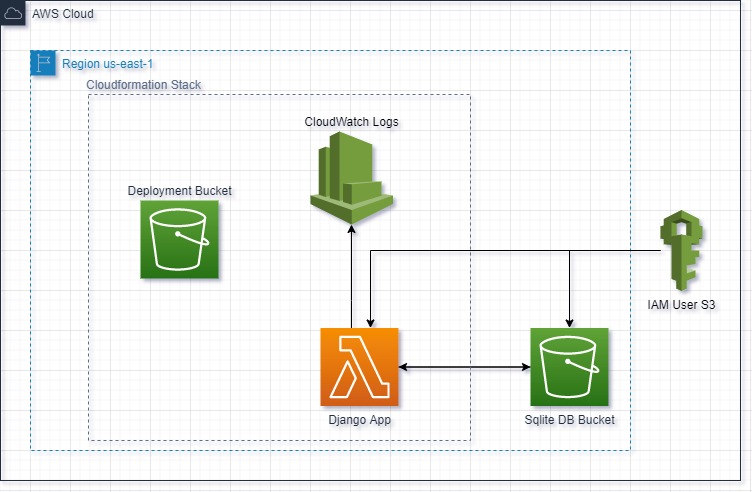 AWS Cloud
Region us-east-1
Cloudformation Stack
CloudWatch Logs
Deployment Bucket
IAM User S3
Django App
Sqlite DB Bucket